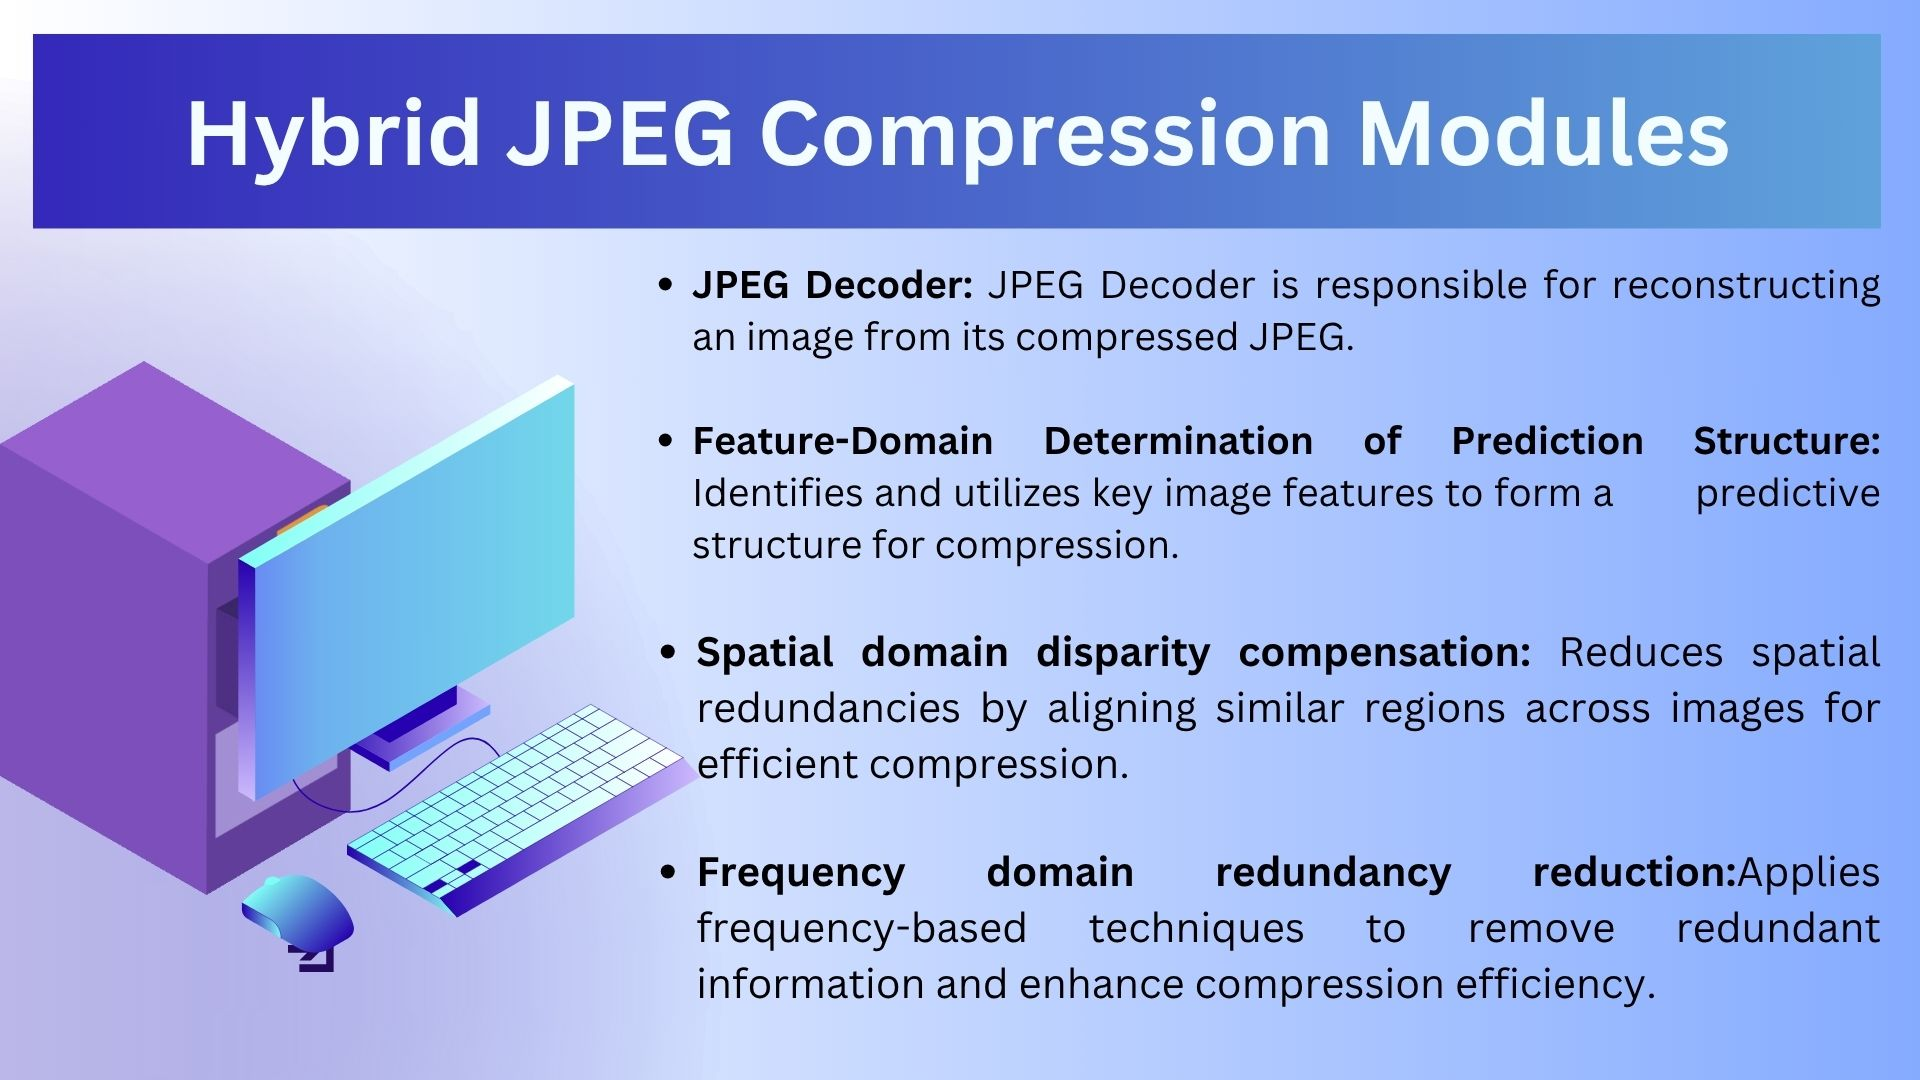 Hybrid JPEG Compression Modules
• JPEG Decoder: JPEG Decoder is responsible for reconstructing
an image from its compressed JPEG.
• Feature-Domain Determination of Prediction Structure:
Identifies and utilizes key image features to form a predictive
structure for compression.
• Spatial domain disparity compensation: Reduces spatial
redundancies by aligning similar regions across images for
efficient compression.
• Frequency domain redundancy reduction:Applies
frequency-based techniques to remove redundant
information and enhance compression efficiency.